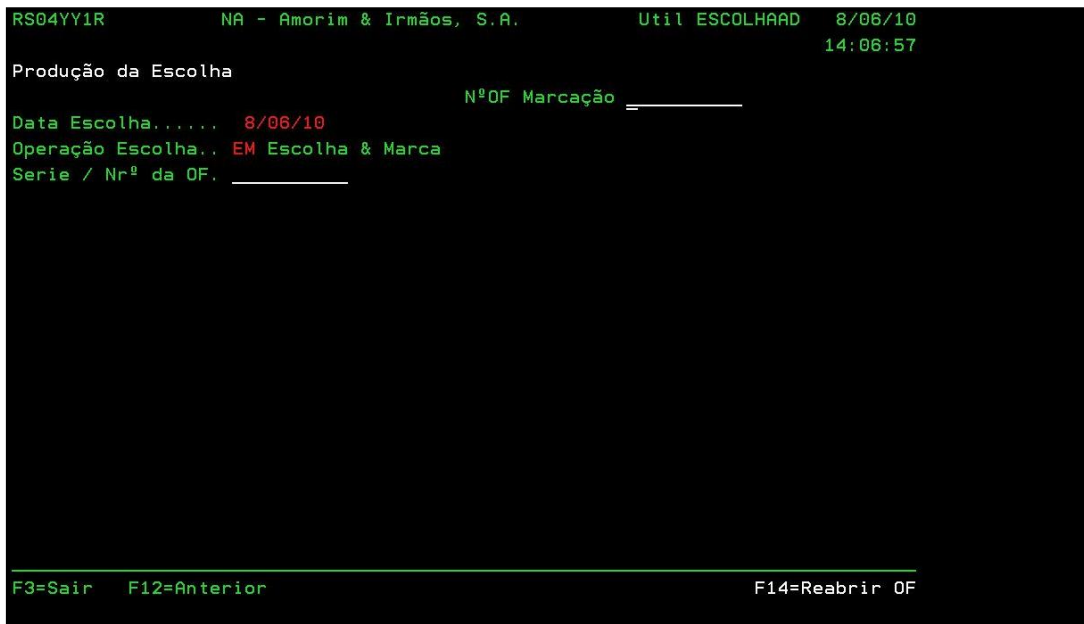 RS04YY1R NA - Amorim & Irmãos, S.A. Util ESCOLHAAD 8/06/10
14:06:57
Produção da Escolha
NºOF Marcação
Data Escolha...... 8/06/10
Operação Escolha.. EM Escolha & Marca
Serie / Nrº da OF.
F3=Sair F12=Anterior F14=Reabrir OF